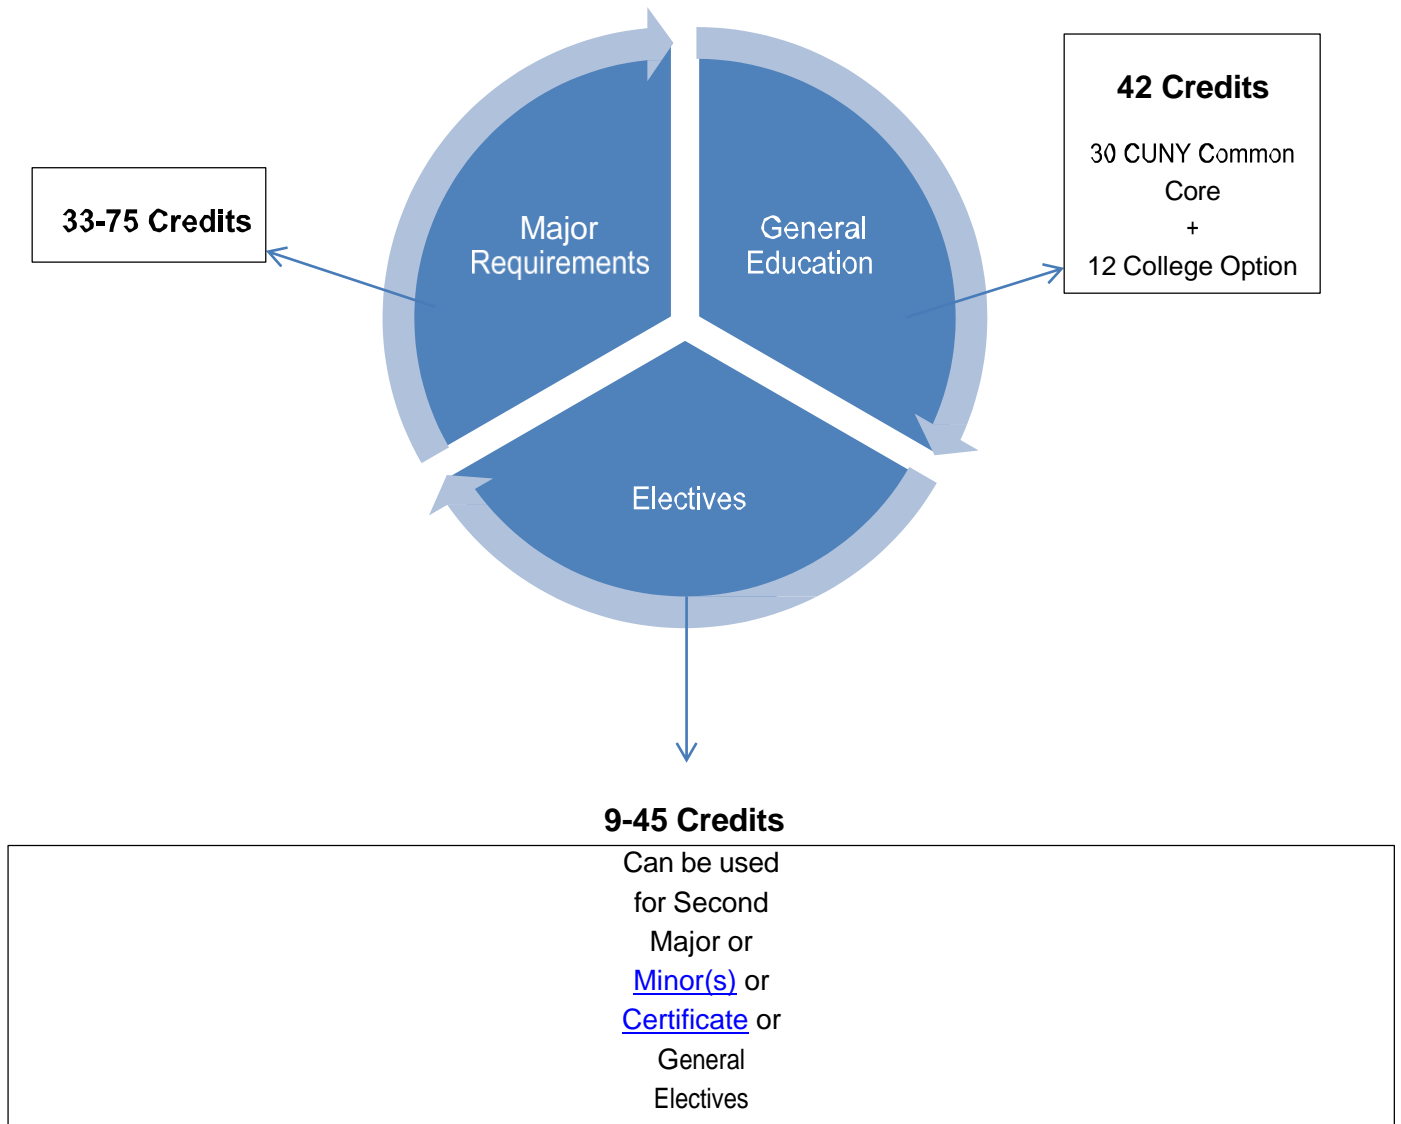 42 Credits
30 CUNY Common
Core
+
12 College Option
33-75 Credits
Major
Requirements
General
Education
Electives
9-45 Credits
Can be used
for Second
Major or
Minor(s) or
Certificate or
General
Electives